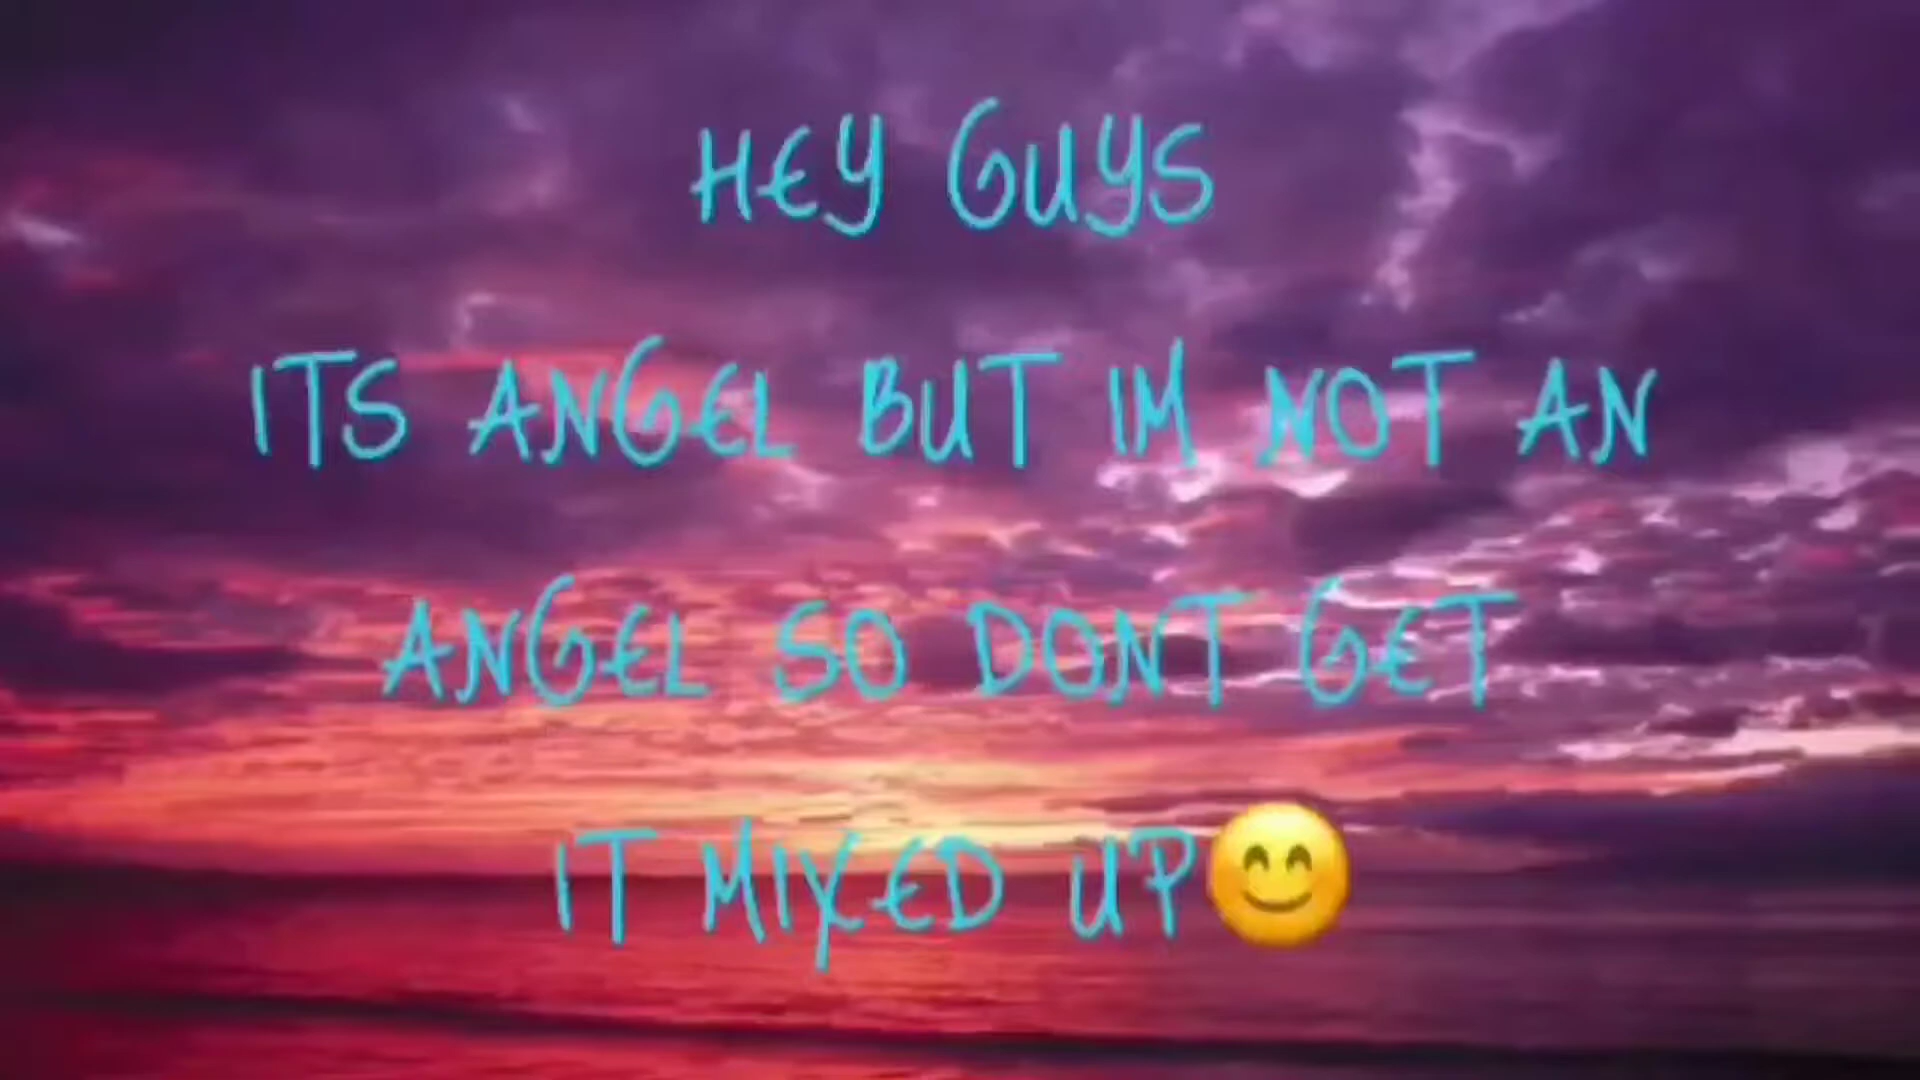 HEY GUYS
ITS ANGEL BUT IM NOT AN
ANGEL SO DONT GET
IT MIXED UP😊